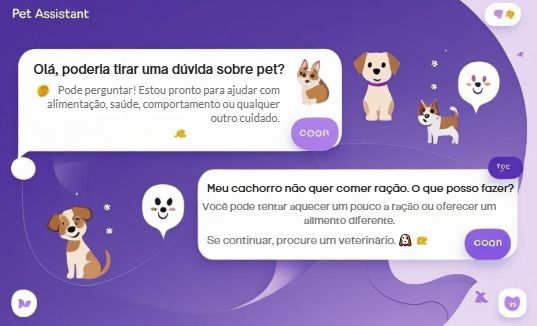 Pet Assistant
Olá, poderia tirar uma dúvida sobre pet?
Pode perguntar! Estou pronto para ajudar com
alimentação, saúde, comportamento ou qualquer
outro cuidado.
coon
Meu cachorro não quer comer ração. O que posso fazer?
Você pode tentar aquecer um pouco a ração ou oferecer um
alimento diferente.
Se continuar, procure um veterinário.
coon